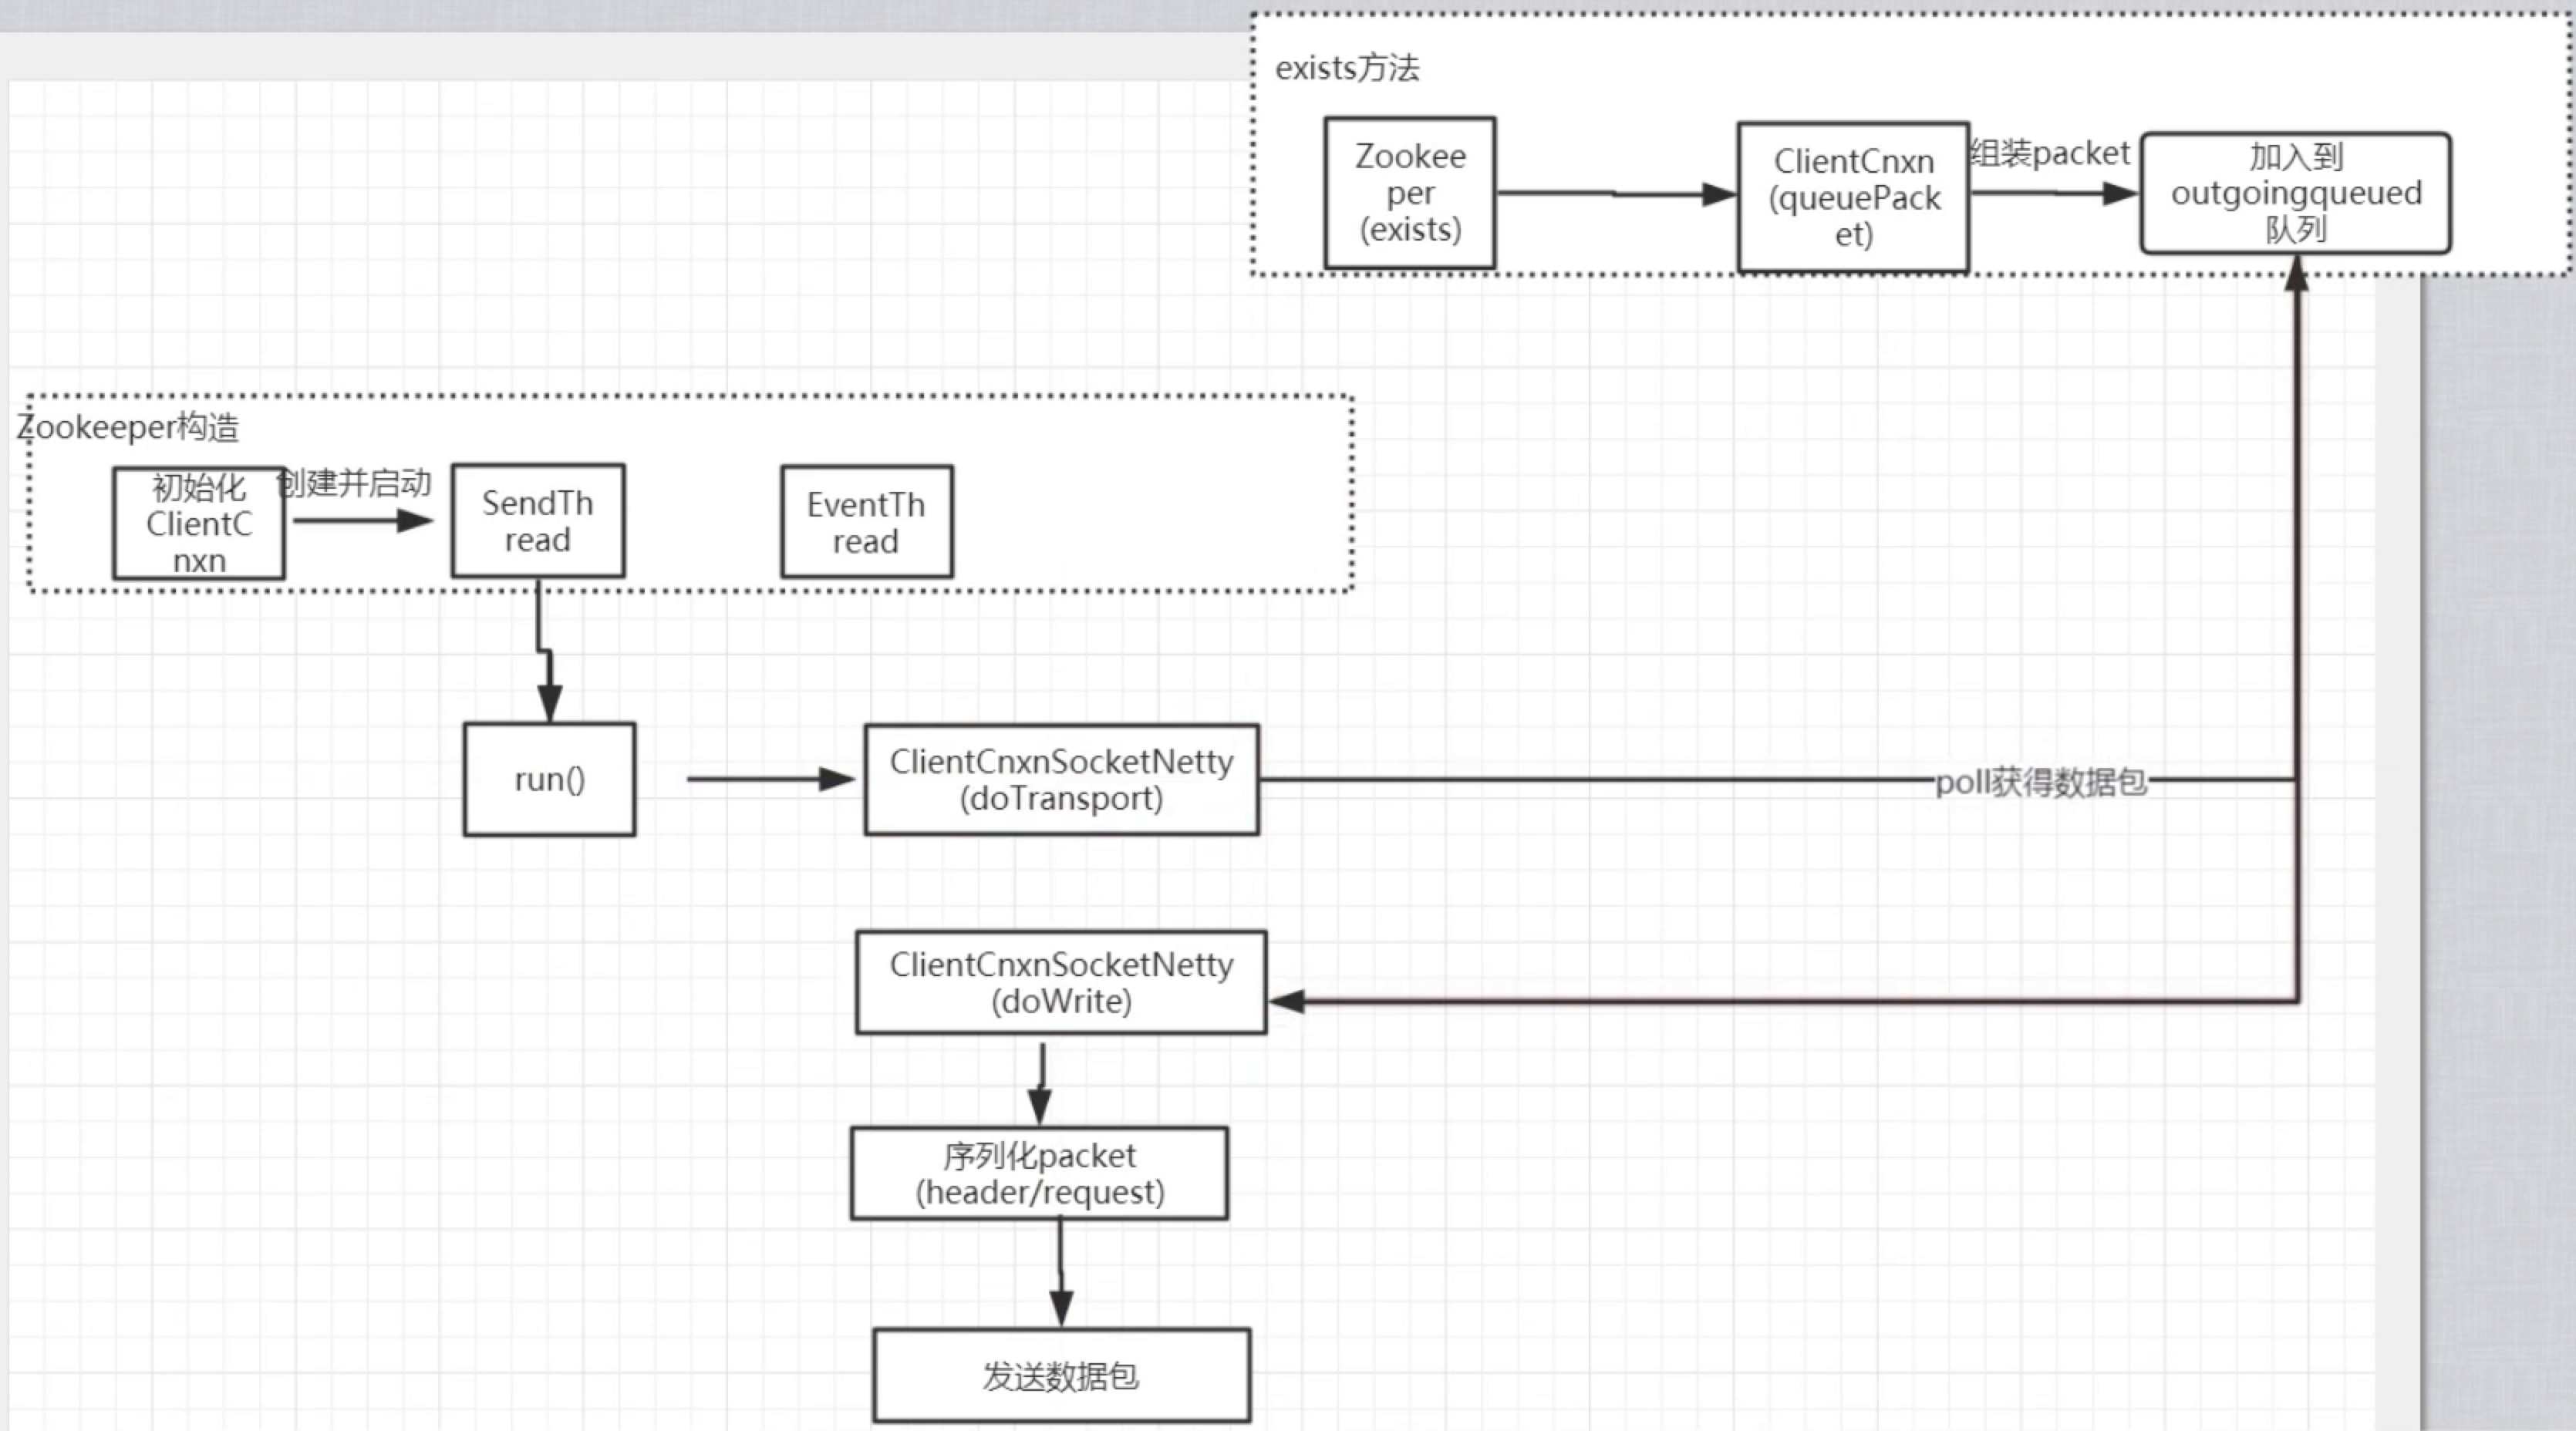 exists方法
Zookee
per
(exists)
ClientCnxn
(queuePack
et)
组装packet
加入到
outgoingqueued
队列
Zookeeper构造
初始化
ClientC
nxn
创建并启动
SendTh
read
EventTh
read
run()
ClientCnxnSocketNetty
(doTransport)
poll获得数据包
ClientCnxnSocketNetty
(doWrite)
序列化packet
(header/request)
发送数据包